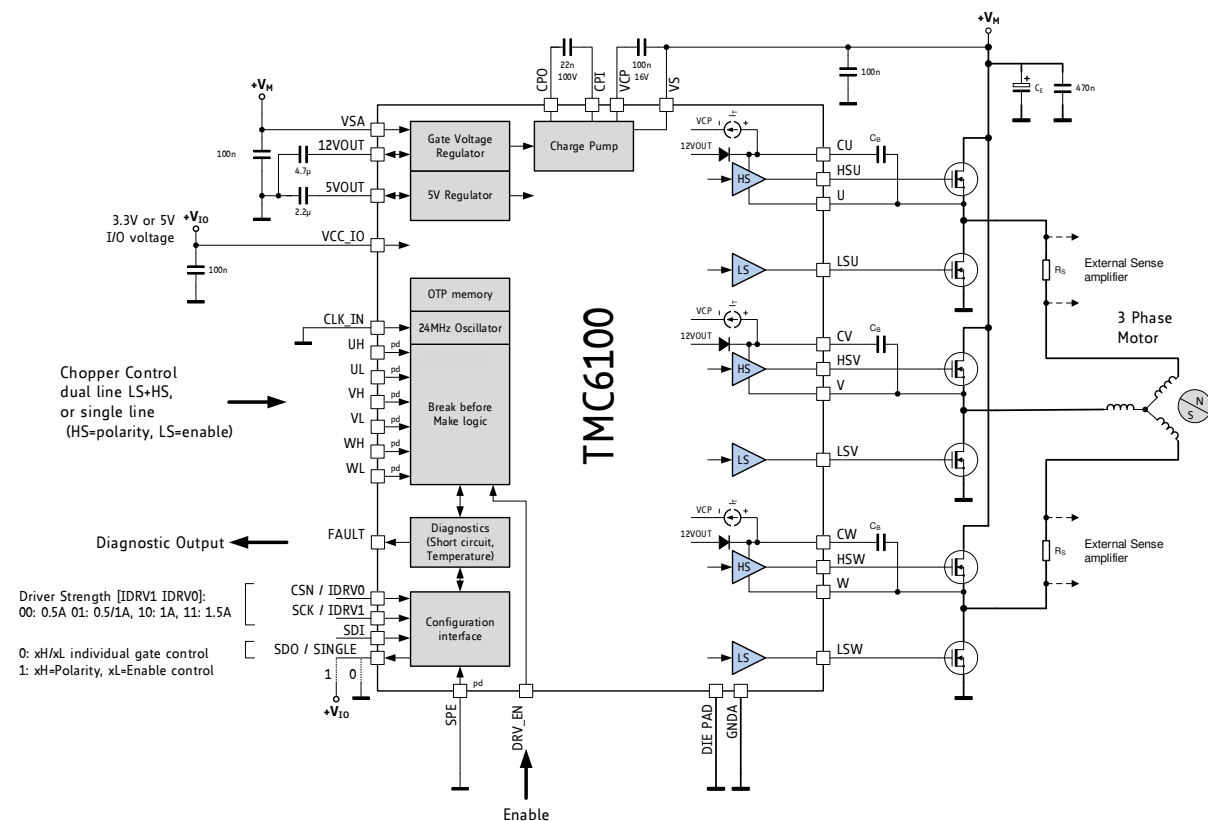 +VM
CPO
22n
100V
CPI
VCP
100n
16V
VS
100n
CE
470n
+VM
VSA
12VOUT
100n
4.7µ
5VOUT
2.2µ
3.3V or 5V
I/O voltage
+VIO
VCC_IO
100n
Gate Voltage
Regulator
5V Regulator
Charge Pump
OTP memory
24MHz Oscillator
Break before
Make logic
CLK_IN
UH
pd
UL
VH
pd
VL
WH
pd
WL
pd
Chopper Control
dual line LS+HS,
or single line
(HS=polarity, LS=enable)
Diagnostic Output
FAULT
Diagnostics
(Short circuit,
Temperature)
Driver Strength [IDRV1 IDRV0]:
00: 0.5A 01: 0.5/1A, 10: 1A, 11: 1.5A
CSN / IDRV0
SCK / IDRV1
SDI
SDO / SINGLE
Configuration
interface
0: xH/xL individual gate control
1: xH=Polarity, xL=Enable control
1
0
+VIO
pd
SPE
DRV_EN
Enable
DIE PAD
GNDA
TMC6100
VCP
- +
12VOUT
HS
CU
CB
HSU
U
LS
LSU
VCP
- +
12VOUT
HS
CV
CB
HSV
V
LS
LSV
VCP
- +
12VOUT
HS
CW
CB
HSW
W
LS
LSW
RS
External Sense
amplifier
3 Phase
Motor
N
S
RS
External Sense
amplifier